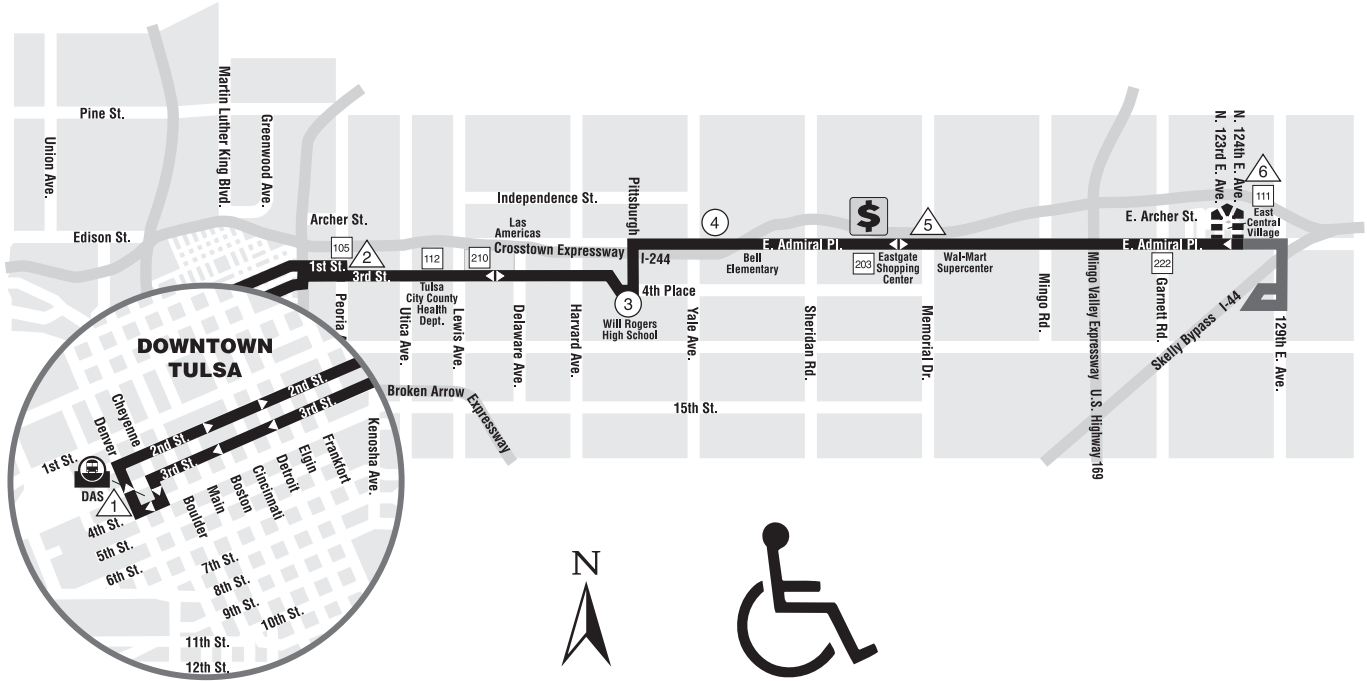 Pine St.
Union Ave.
Martin Luther King Blvd.
Greenwood Ave.
Edison St.
Archer St.
Independence St.
Las
Americas
Crosstown Expressway
Pittsburgh
I-244
4th Place
105
2
1st St.
3rd St.
112
210
Tulsa
City County
Health
Dept.
Peoria
Utica Ave.
Lewis Ave.
Delaware Ave.
Harvard Ave.
3
Will Rogers
High School
Yale Ave.
4
E. Admiral Pl.
Bell
Elementary
$
203
Eastgate
Shopping
Center
5
Wal-Mart
Supercenter
Sheridan Rd.
Memorial Dr.
Mingo Rd.
Mingo Valley Expressway U.S. Highway 169
E. Archer St.
E. Admiral Pl.
222
Garnett Rd.
N. 123rd E. Ave.
N. 124th E. Ave.
6
111
East
Central
Village
Skelly Bypass I-44
129th E. Ave.
Broken Arrow Expressway
15th St.
DOWNTOWN
TULSA
2nd St.
3rd St.
2nd St.
3rd St.
Cheyenne
Denver
1st St.
DAS
1
4th St.
5th St.
6th St.
Boulder
Main
Boston
Cincinnati
Detroit
Elgin
Frankfort
Kenosha Ave.
7th St.
8th St.
9th St.
10th St.
11th St.
12th St.
N